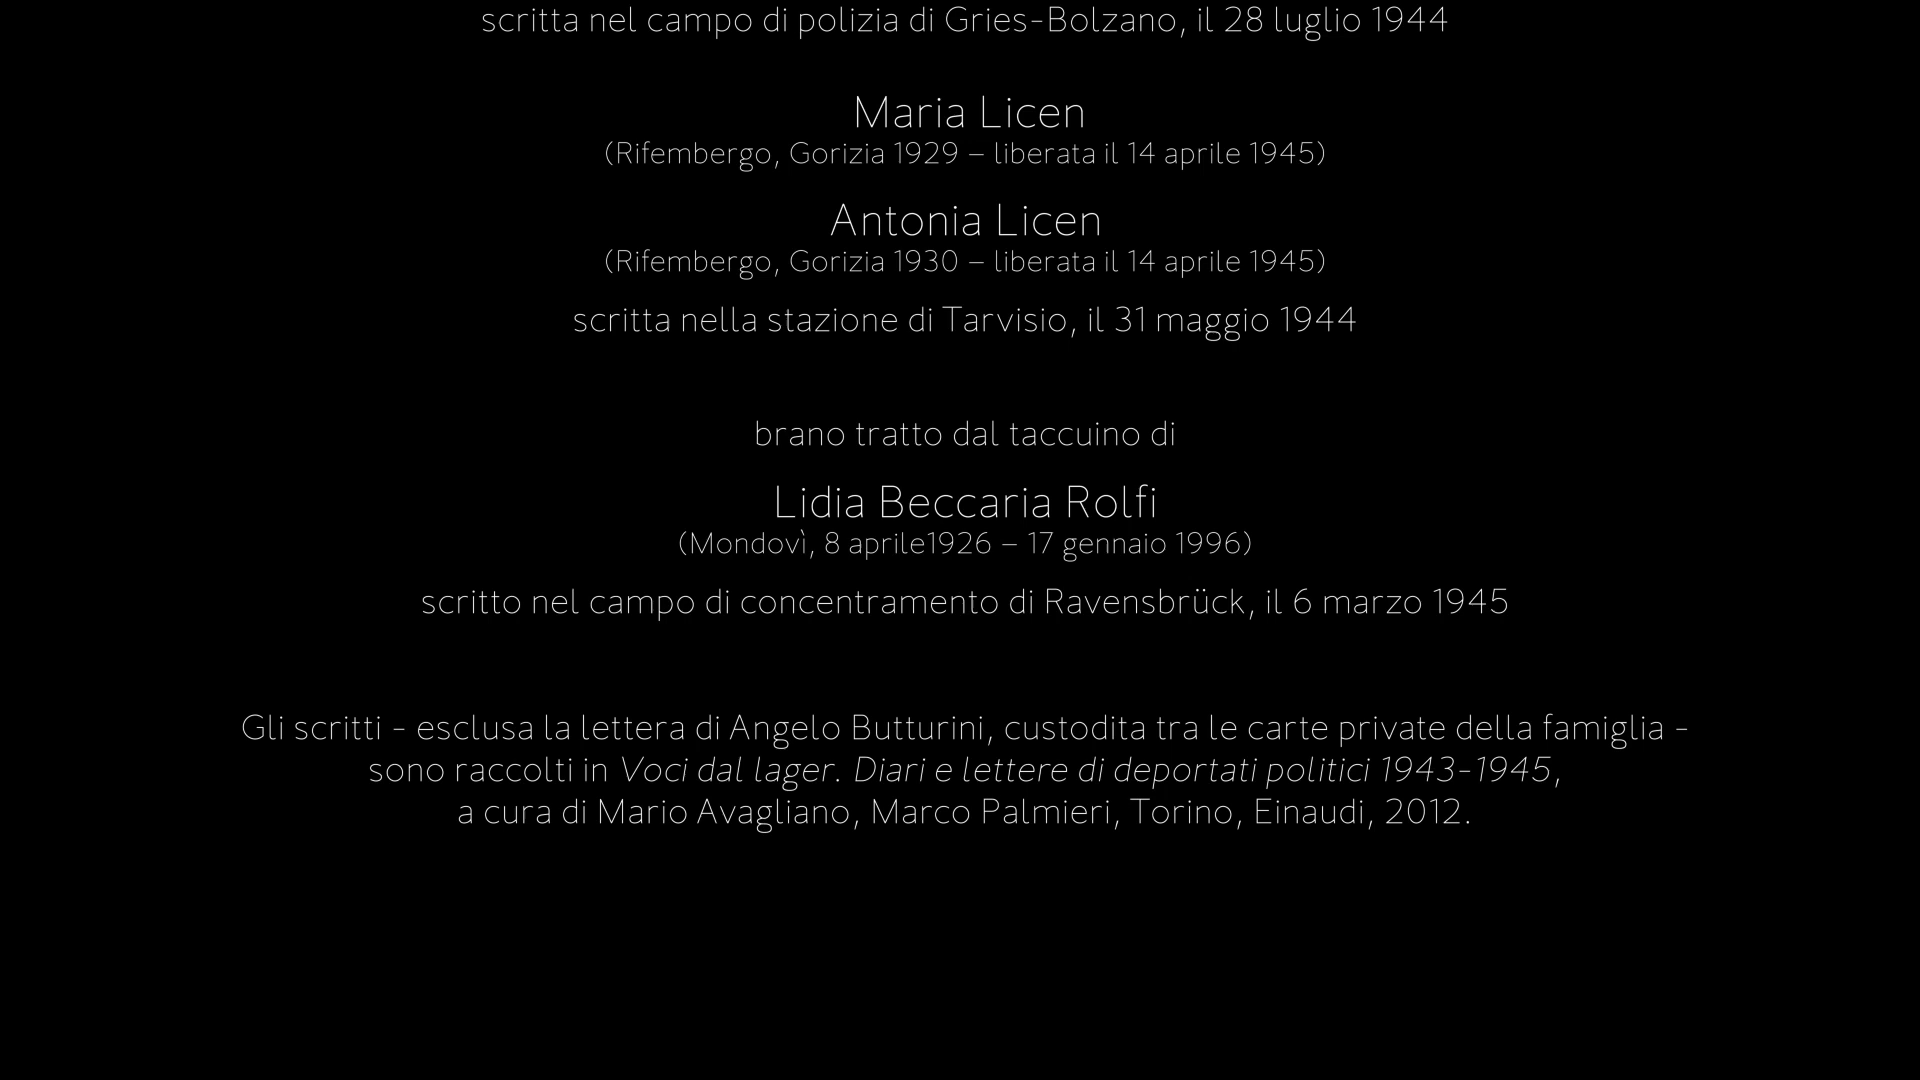 scritta nel campo di polizia di Gries-Bolzano, il 28 luglio 1944
Maria Licen
(Rifembergo, Gorizia 1929 – liberata il 14 aprile 1945)
Antonia Licen
(Rifembergo, Gorizia 1930 – liberata il 14 aprile 1945)
scritta nella stazione di Tarvisio, il 31 maggio 1944
brano tratto dal taccuino di
Lidia Beccaria Rolfi
(Mondovì, 8 aprile1926 – 17 gennaio 1996)
scritto nel campo di concentramento di Ravensbrück, il 6 marzo 1945
Gli scritti - esclusa la lettera di Angelo Butturini, custodita tra le carte private della famiglia -
sono raccolti in Voci dal lager. Diari e lettere di deportati politici 1943-1945,
a cura di Mario Avagliano, Marco Palmieri, Torino, Einaudi, 2012.